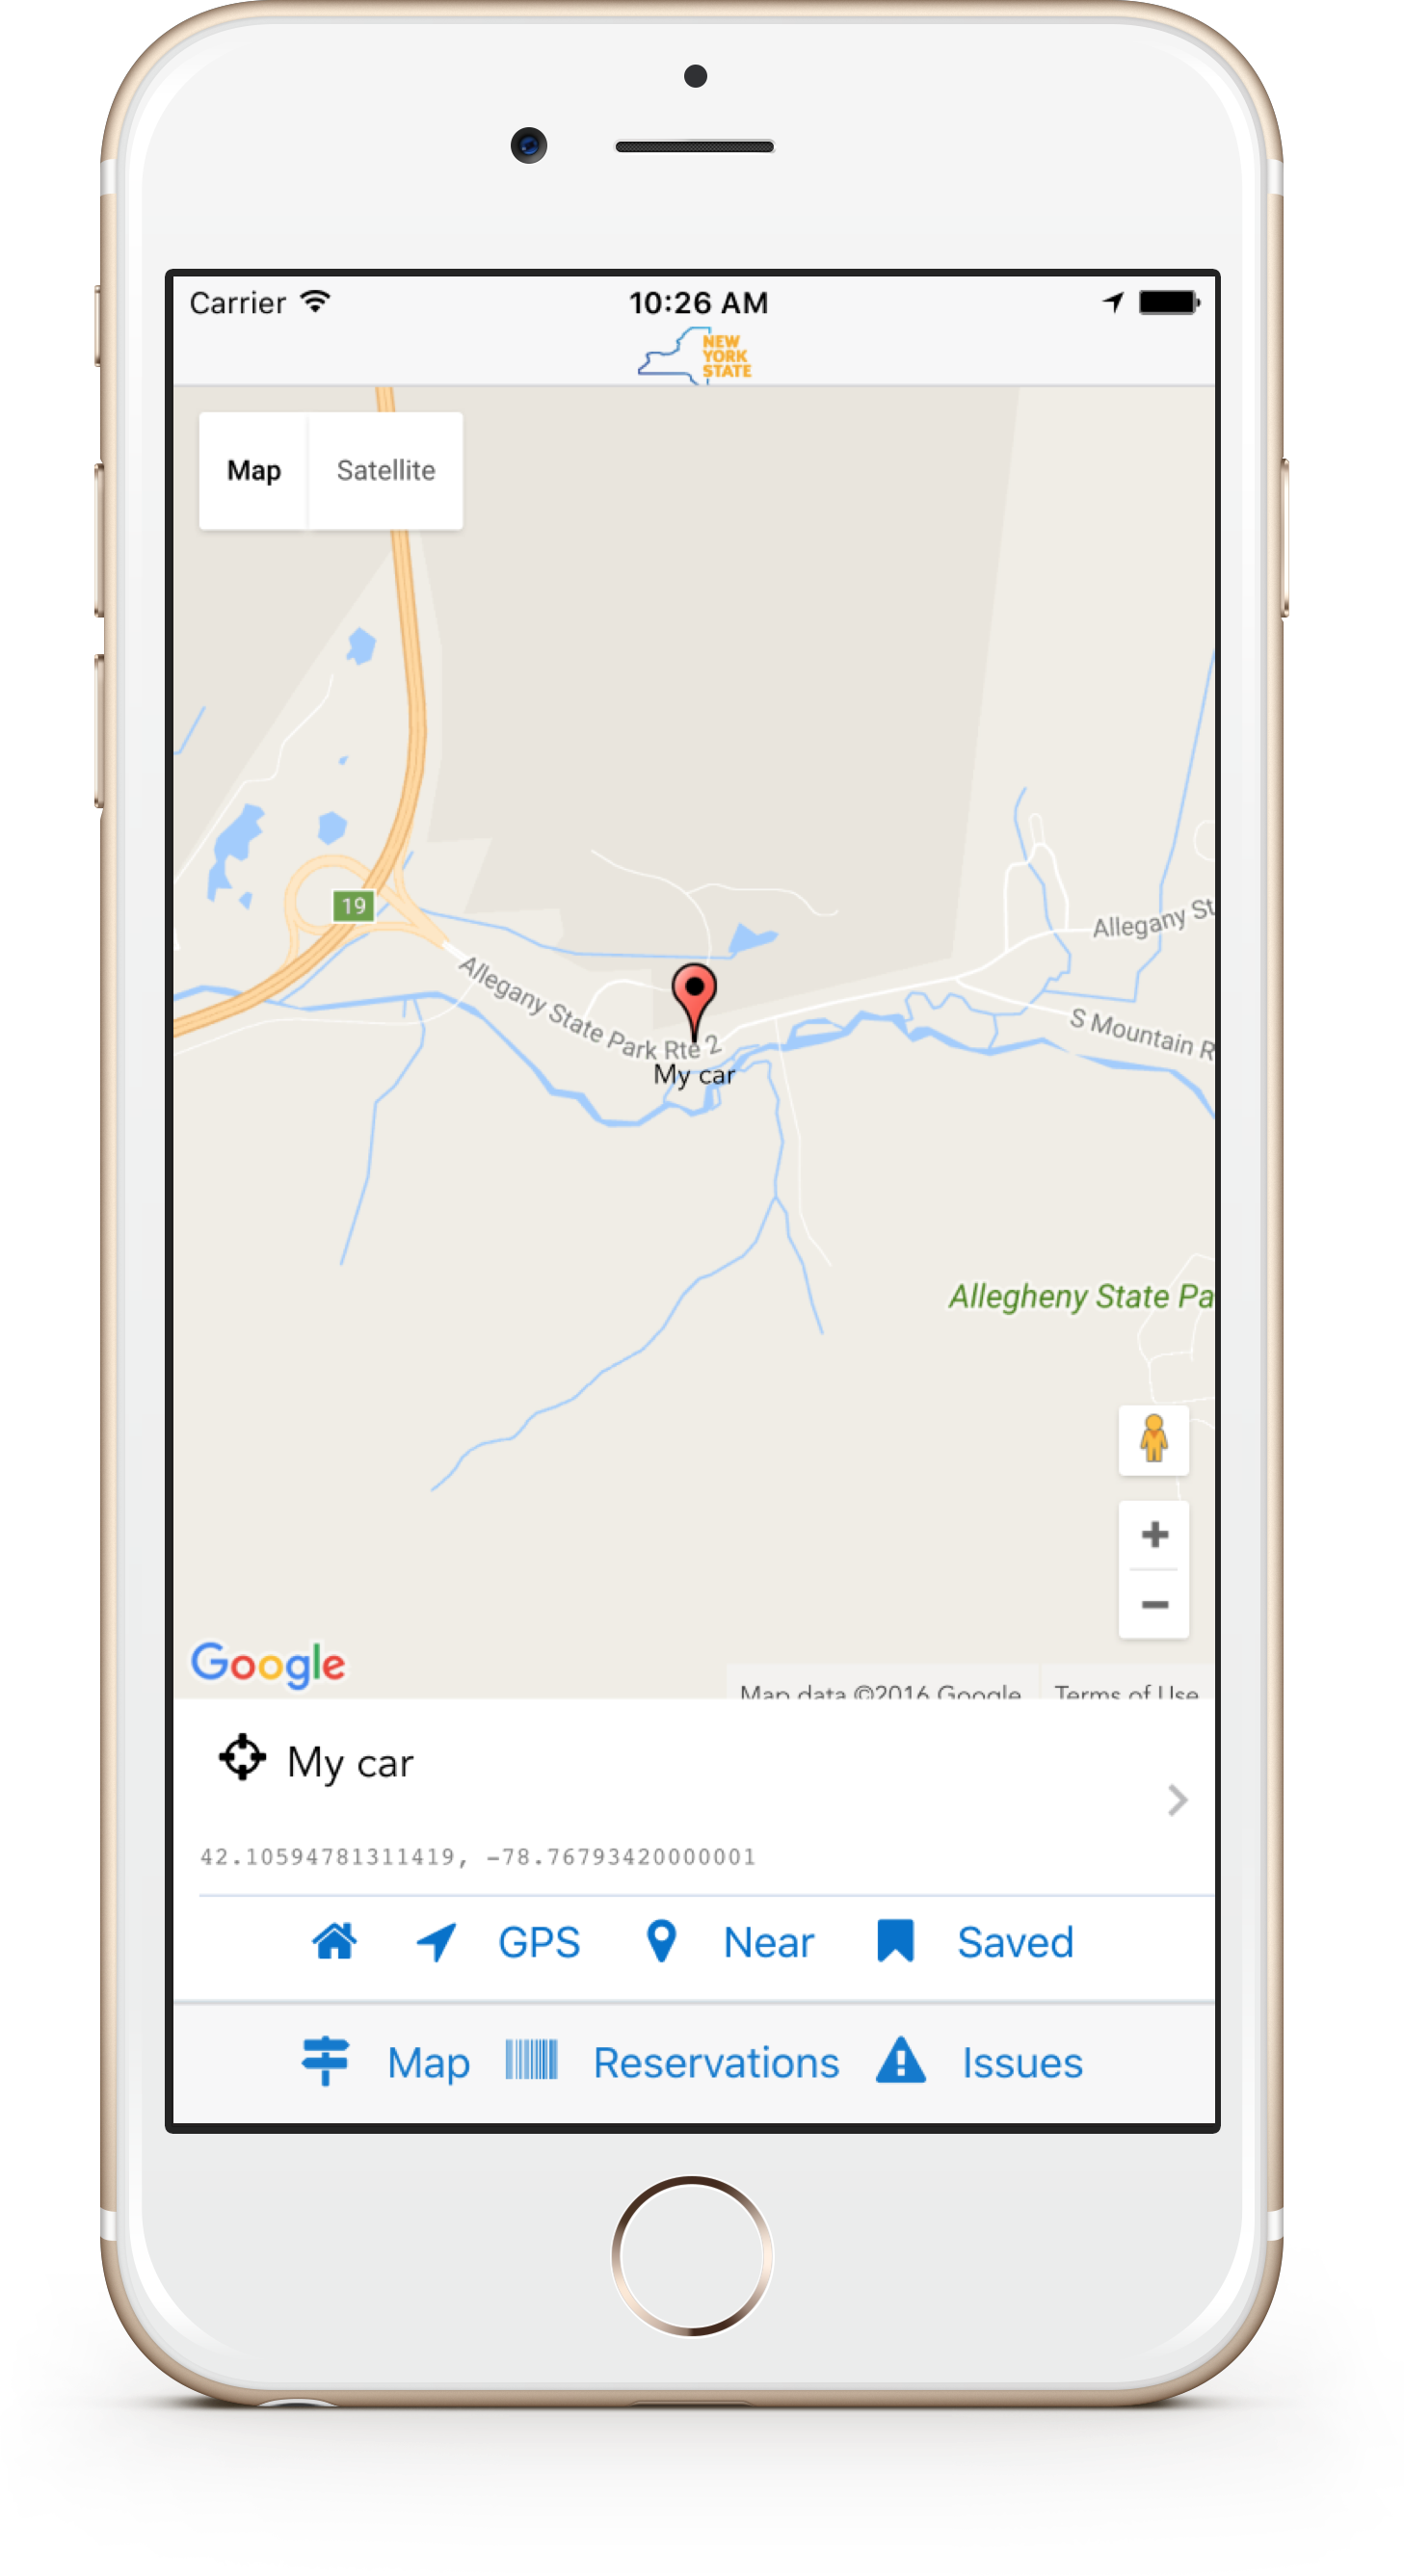 Carrier 10:26 AM
NEW
YORK
STATE
Map Satellite
19
Allegany St
Allegany State Park Rte 2
S Mountain R
My car
Allegheny State Pa
Google
Map data ©2016 Google Terms of Use
My car
42.10594781311419, -78.76793420000001
GPS Near Saved
Map Reservations Issues